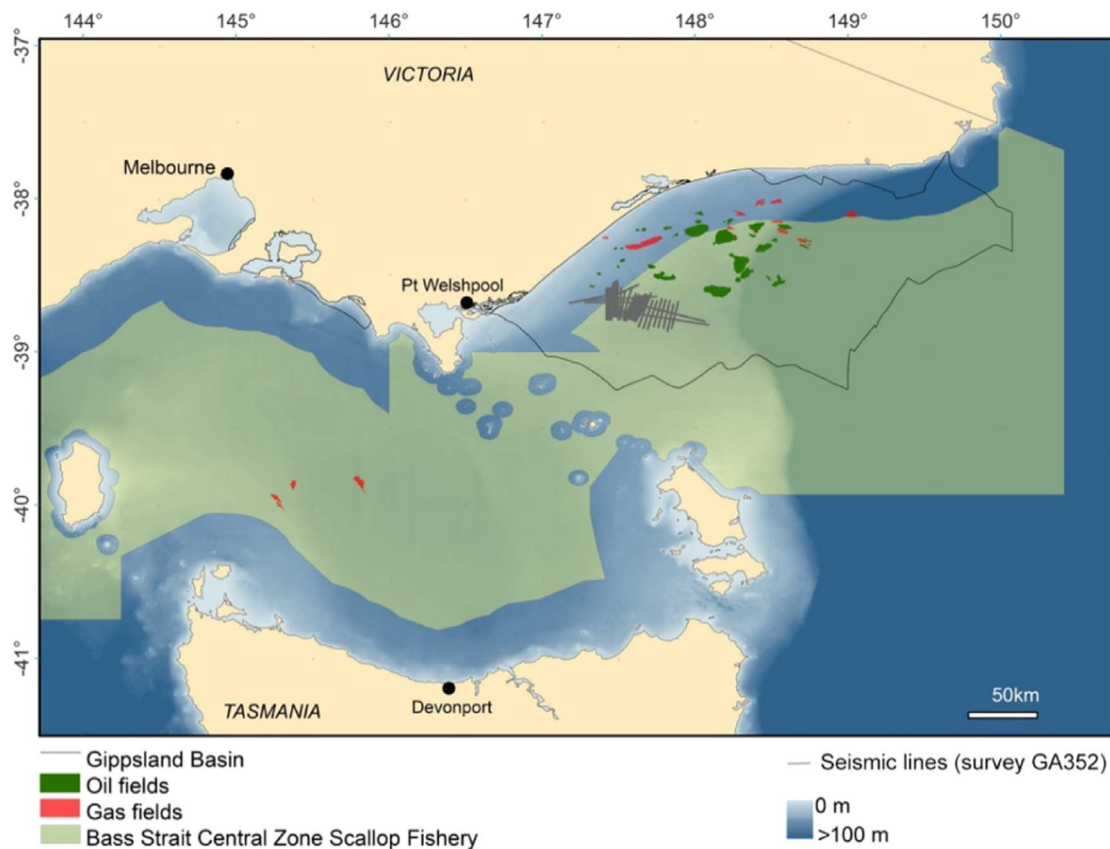 144° 145° 146° 147° 148° 149° 150°
-37°
VICTORIA
Melbourne
-38°
Pt Welshpool
-39°
-40°
-41°
50km
Devonport
TASMANIA
Gippsland Basin
Oil fields
Gas fields
Bass Strait Central Zone Scallop Fishery
Seismic lines (survey GA352)
0 m
>100 m